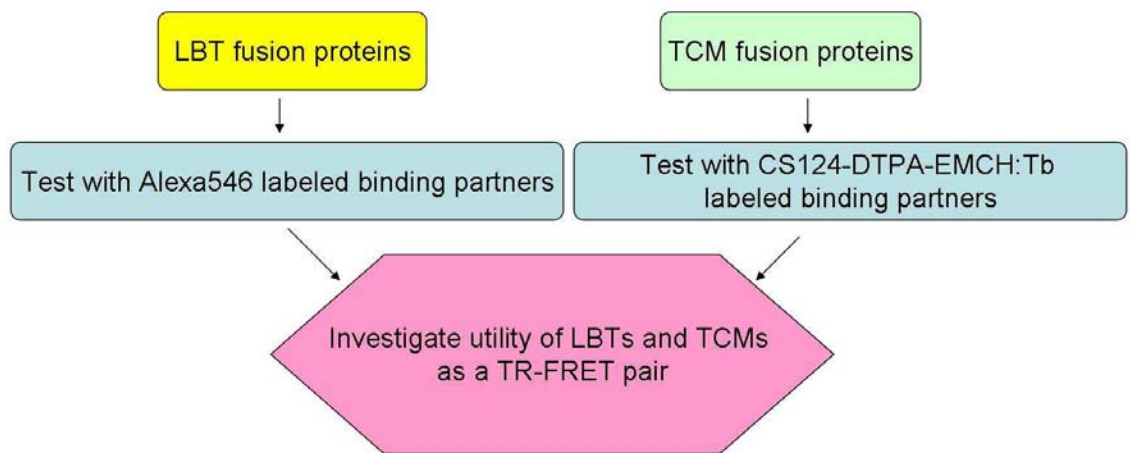 LBT fusion proteins
TCM fusion proteins
Test with Alexa546 labeled binding partners
Test with CS124-DTPA-EMCH:Tb
labeled binding partners
Investigate utility of LBTs and TCMs
as a TR-FRET pair